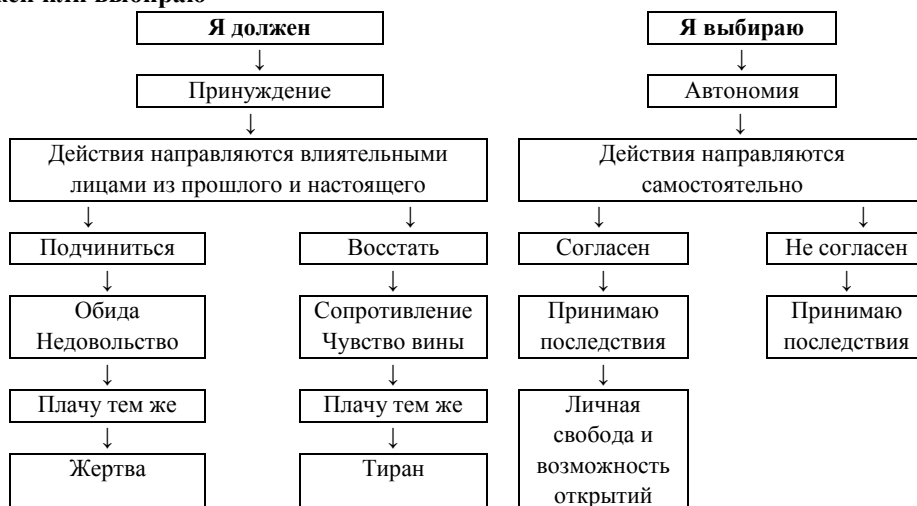 Я должен
Я выбираю
↓
↓
Принуждение
Автономия
↓
↓
Действия направляются влиятельными
лицами из прошлого и настоящего
Действия направляются
самостоятельно
↓
↓
↓
↓
Подчиниться
Восстать
Согласен
Не согласен
↓
↓
↓
↓
Обида
Недовольство
Сопротивление
Чувство вины
Принимаю
последствия
Принимаю
последствия
↓
↓
↓
Плачу тем же
Плачу тем же
Личная
свобода и
возможность
открытий
↓
↓
Жертва
Тиран